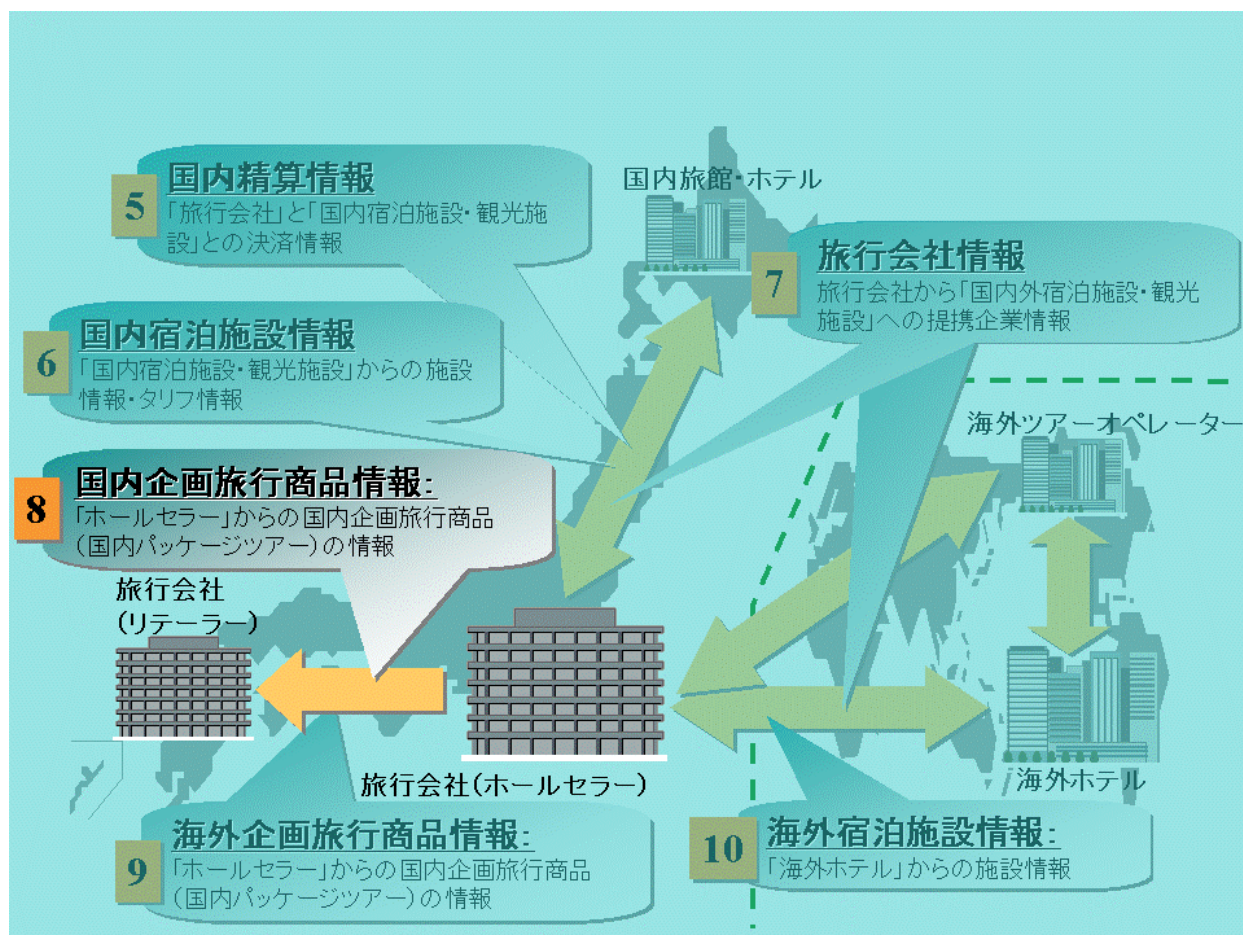 国内旅館・ホテル
5
国内精算情報
「旅行会社」と「国内宿泊施設・観光施
設」との決済情報
7
旅行会社情報
旅行会社から「国内外宿泊施設・観光
施設」への提携企業情報
6
国内宿泊施設情報
「国内宿泊施設・観光施設」からの施設
情報・タリフ情報
海外ツアーオペレーター
8
国内企画旅行商品情報:
「ホールセラー」からの国内企画旅行商品
(国内パッケージツアー)の情報
旅行会社
(リテーラー)
旅行会社(ホールセラー)
海外ホテル
9
海外企画旅行商品情報:
「ホールセラー」からの国内企画旅行商品
(国内パッケージツアー)の情報
10
海外宿泊施設情報:
「海外ホテル」からの施設情報